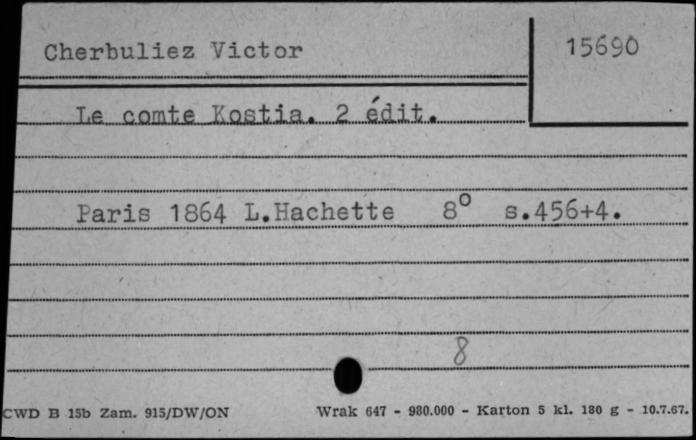 Cherbuliez Victor
15690
Le comte Kostia. 2 édit.
Paris 1864 L.Hachette 8° s.456+4.
8
CWD B 15b Zam. 915/DW/ON
Wrak 647 - 980.000 - Karton 5 kl. 180 g - 10.7.67.